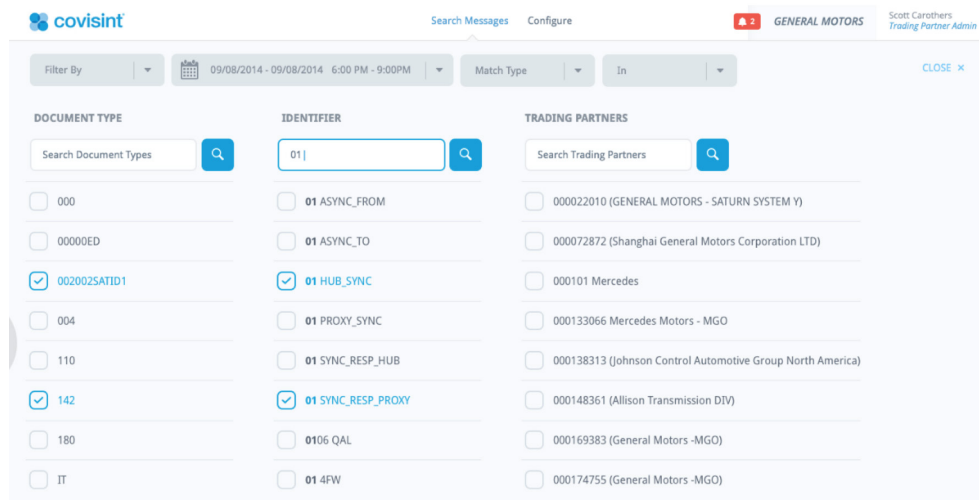 covisint
Search Messages Configure
2 GENERAL MOTORS
Scott Carothers
Trading Partner Admin
Filter By 09/08/2014 - 09/08/2014 6:00 PM - 9:00PM Match Type In CLOSE ×
DOCUMENT TYPE IDENTIFIER TRADING PARTNERS
Search Document Types 01 Search Trading Partners
000 01 ASYNC_FROM 000022010 (GENERAL MOTORS - SATURN SYSTEM Y)
00000ED 01 ASYNC_TO 000072872 (Shanghai General Motors Corporation LTD)
002002SATID1 01 HUB_SYNC 000101 Mercedes
004 01 PROXY_SYNC 000133066 Mercedes Motors - MGO
110 01 SYNC_RESP_HUB 000138313 (Johnson Control Automotive Group North America)
142 01 SYNC_RESP_PROXY 000148361 (Allison Transmission DIV)
180 0106 QAL 000169383 (General Motors -MGO)
IT 01 4FW 000174755 (General Motors -MGO)